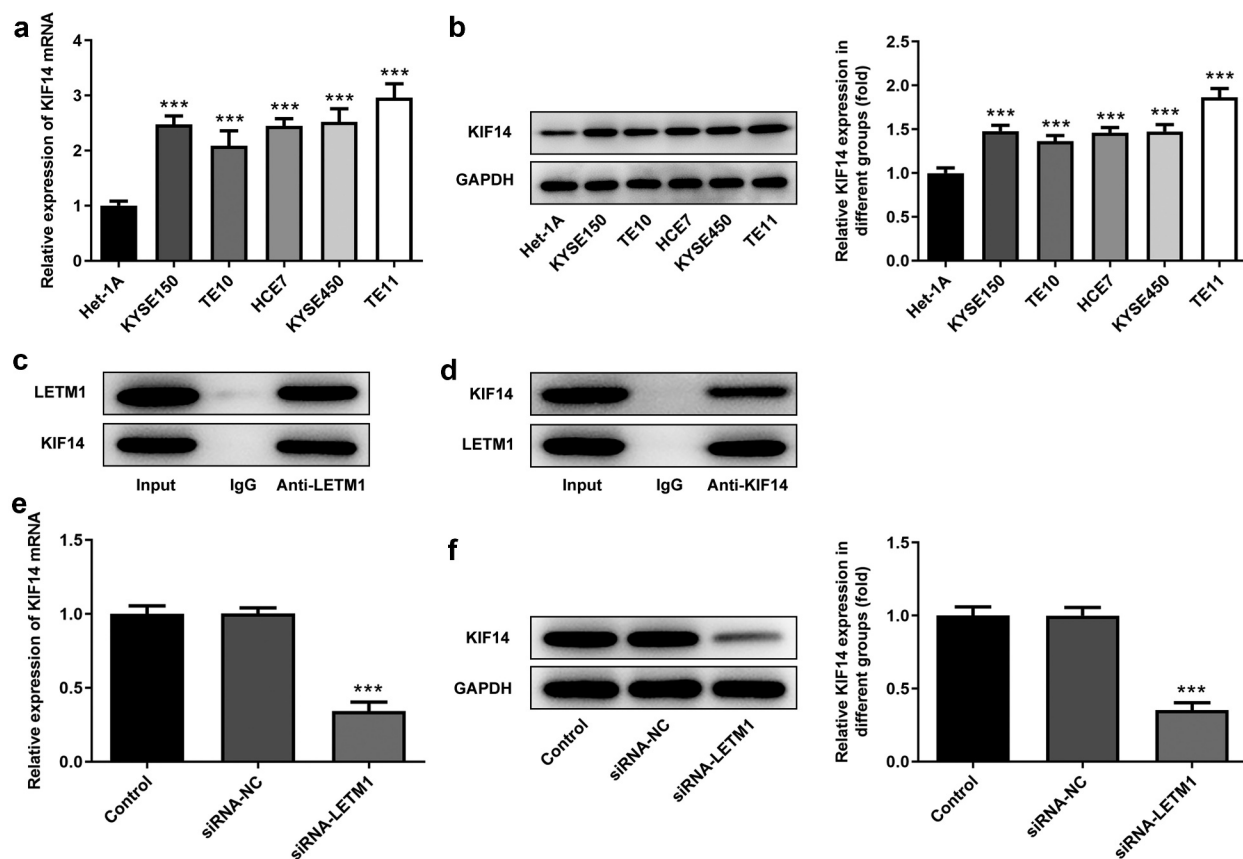 a
Relative expression of KIF14 mRNA
4
3
2
1
0
***
***
***
***
***
Het-1A
KYSE150
TE10
HCE7
KYSE450
TE11
b
KIF14
GAPDH
Het-1A
KYSE150
TE10
HCE7
KYSE450
TE11
Relative KIF14 expression in
different groups (fold)
2.5
2.0
1.5
1.0
0.5
0.0
***
***
***
***
***
Het-1A
KYSE150
TE10
HCE7
KYSE450
TE11
c
LETM1
KIF14
Input IgG Anti-LETM1
d
KIF14
LETM1
Input IgG Anti-KIF14
e
Relative expression of KIF14 mRNA
1.5
1.0
0.5
0.0
***
Control
siRNA-NC
siRNA-LETM1
f
KIF14
GAPDH
Control
siRNA-NC
siRNA-LETM1
Relative KIF14 expression in
different groups (fold)
1.5
1.0
0.5
0.0
***
Control
siRNA-NC
siRNA-LETM1